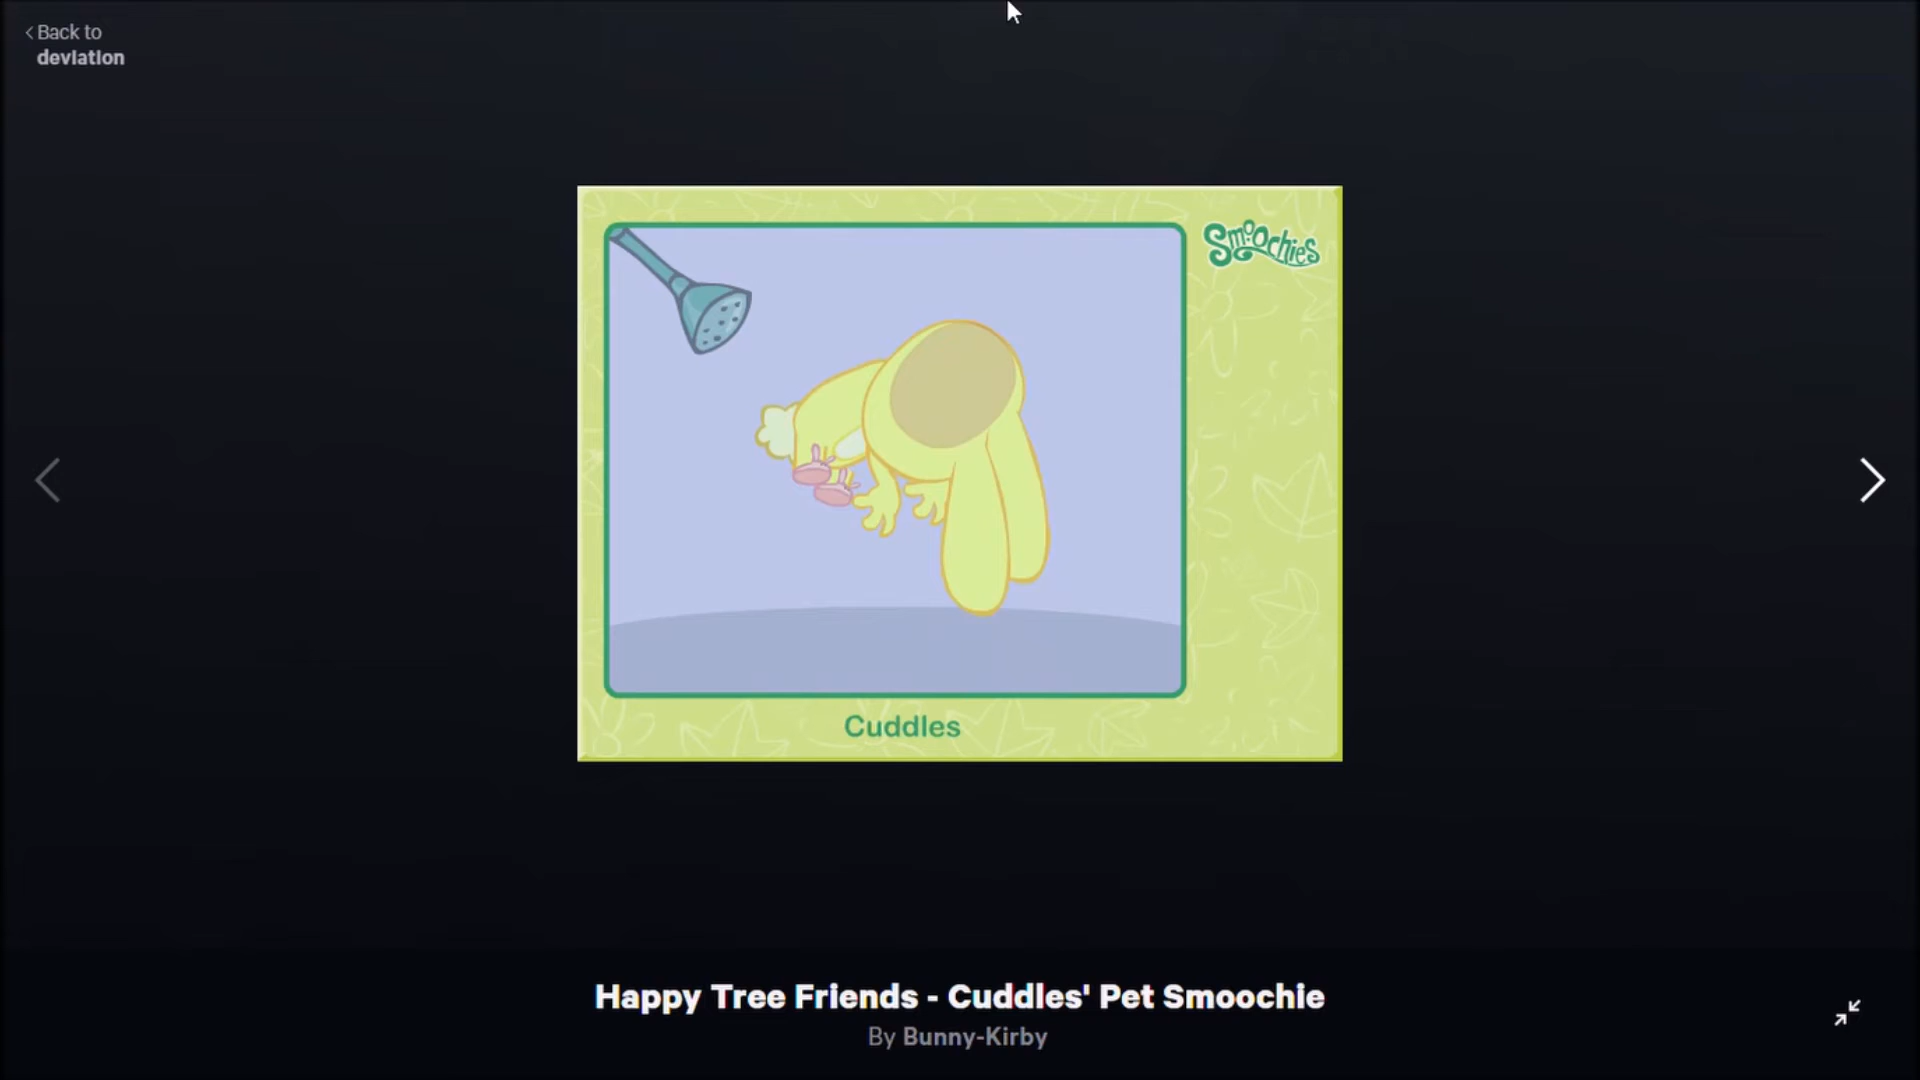 Back to
deviation
Smoochies
Cuddles
Happy Tree Friends - Cuddles' Pet Smoochie
By Bunny-Kirby